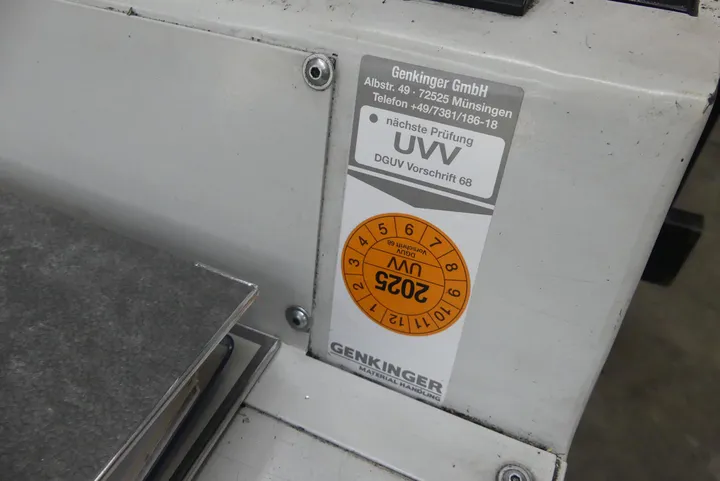 Genkinger GmbH
Albstr. 49 · 72525 Münsingen
Telefon +49/7381/186-18
nächste Prüfung
UVV
DGUV Vorschrift 68
1 2 3 4 5 6 7 8 9 10 11 12
DGUV
Vorschrift 68
UVV
2025
GENKINGER
MATERIAL HANDLING